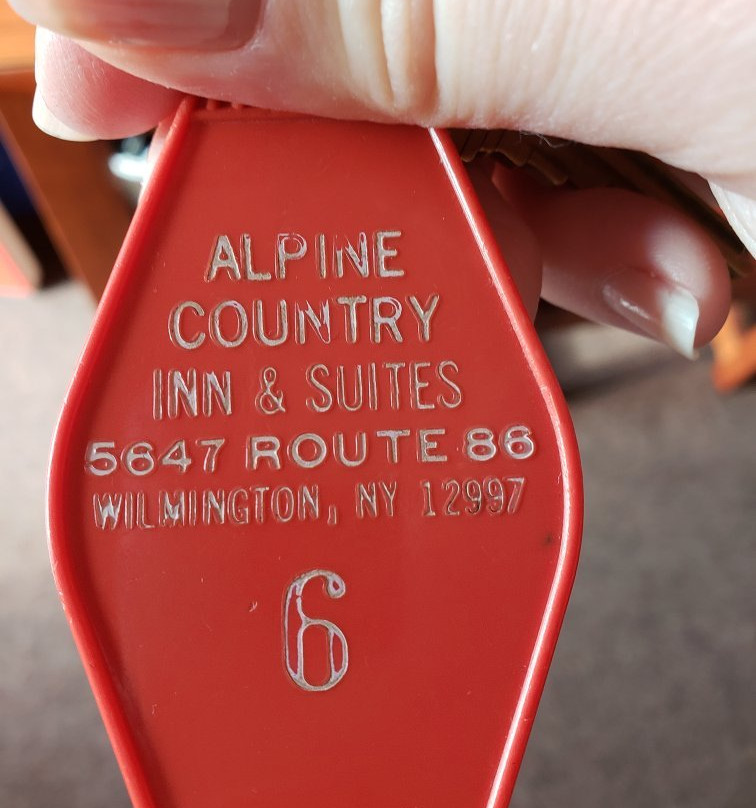 ALPINE
COUNTRY
INN & SUITES
5647 ROUTE 86
WILMINGTON, NY 12997
6